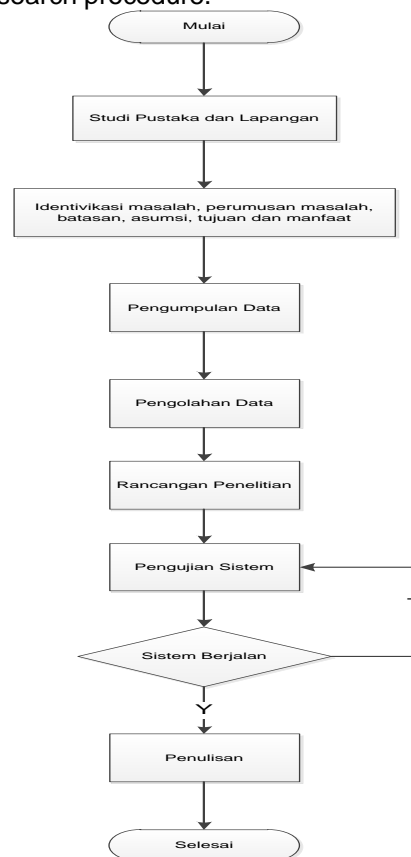 search procedure.
Mulai
Studi Pustaka dan Lapangan
Identivikasi masalah, perumusan masalah,
batasan, asumsi, tujuan dan manfaat
Pengumpulan Data
Pengolahan Data
Rancangan Penelitian
Pengujian Sistem
Sistem Berjalan
Y
Penulisan
Selesai